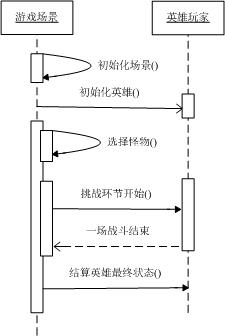 游戏场景
英雄玩家
初始化场景()
初始化英雄()
选择怪物()
挑战环节开始()
一场战斗结束
结算英雄最终状态()